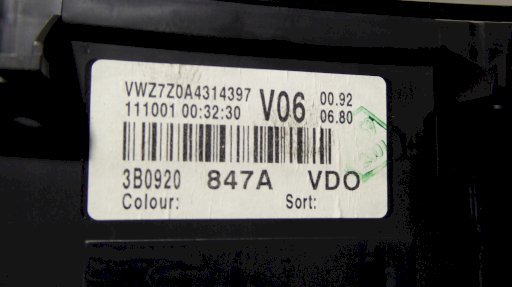 VWZ7Z0A4314397 V06 00.92
111001 00:32:30 06.80
3B0920 847A VDO
Colour: Sort: